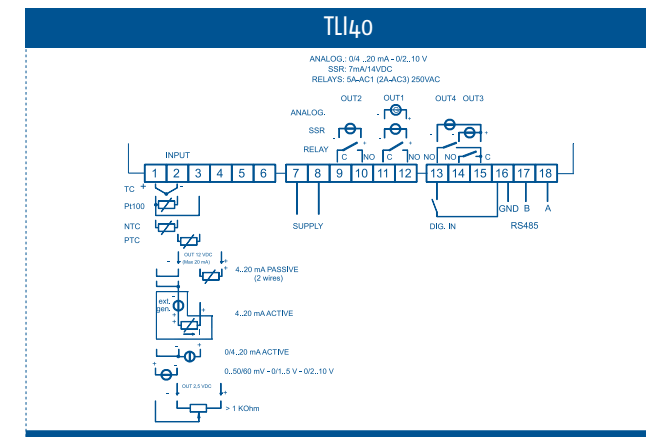 TLI40
ANALOG.: 0/4 ..20 mA - 0/2..10 V
SSR: 7mA/14VDC
RELAYS: 5A-AC1 (2A-AC3) 250VAC
OUT2 OUT1 OUT4 OUT3
ANALOG.
SSR
RELAY
C NO C NO NO NO C
INPUT
1 2 3 4 5 6 7 8 9 10 11 12 13 14 15 16 17 18
TC + -
Pt100
GND B A
SUPPLY DIG. IN RS485
NTC
PTC
OUT 12 VDC
(Max 20 mA)
4..20 mA PASSIVE
(2 wires)
ext.
gen.
4..20 mA ACTIVE
0/4..20 mA ACTIVE
0..50/60 mV - 0/1..5 V - 0/2..10 V
OUT 2,5 VDC
> 1 KOhm